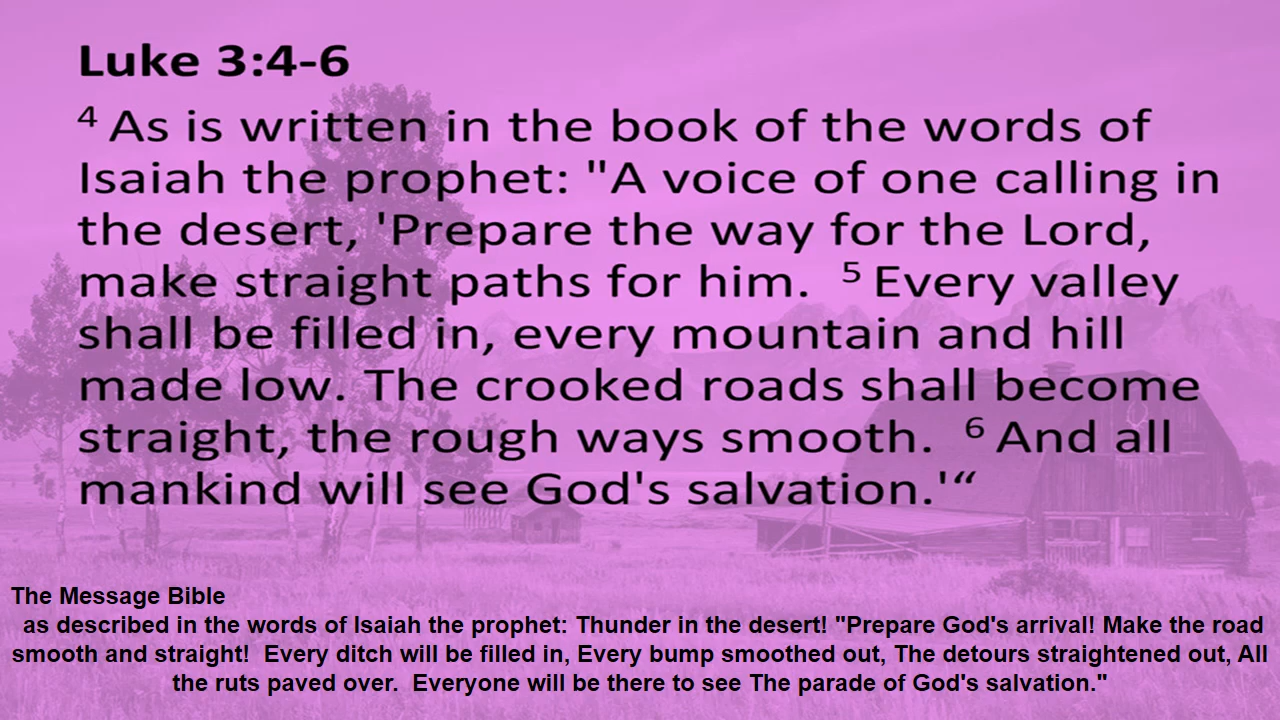 Luke 3:4-6
4 As is written in the book of the words of
Isaiah the prophet: "A voice of one calling in
the desert, 'Prepare the way for the Lord,
make straight paths for him.  5 Every valley
shall be filled in, every mountain and hill
made low. The crooked roads shall become
straight, the rough ways smooth.  6 And all
mankind will see God's salvation.'“
The Message Bible
as described in the words of Isaiah the prophet: Thunder in the desert! "Prepare God's arrival! Make the road
smooth and straight!  Every ditch will be filled in, Every bump smoothed out, The detours straightened out, All
the ruts paved over.  Everyone will be there to see The parade of God's salvation."